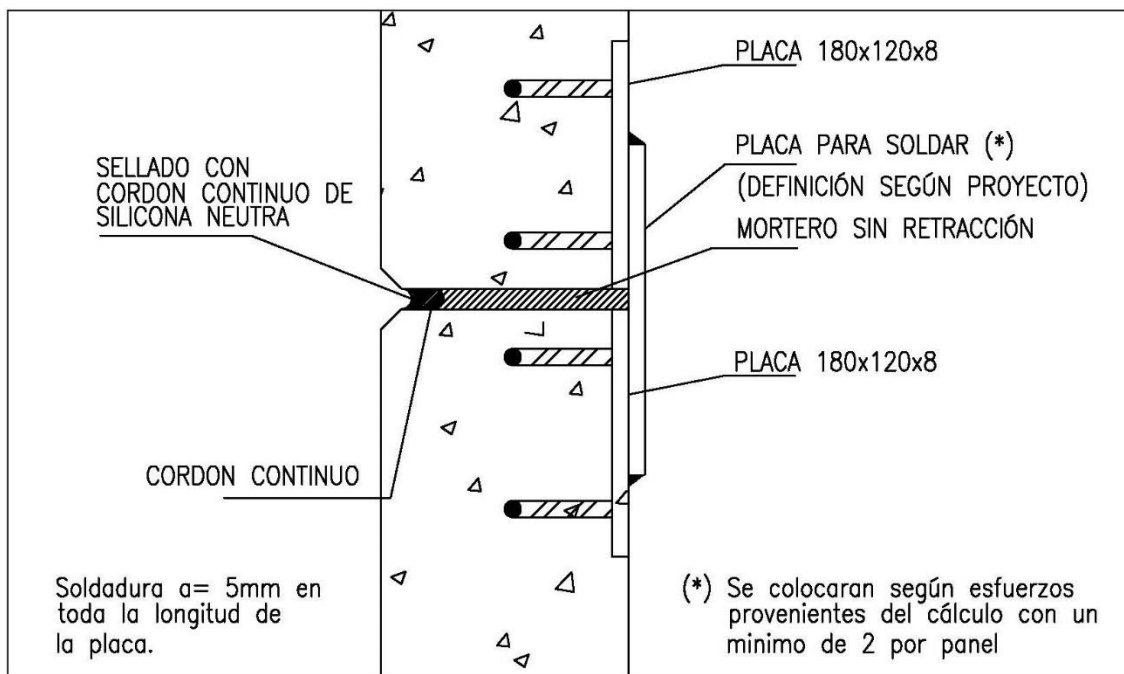 PLACA 180x120x8
SELLADO CON
CORDON CONTINUO DE
SILICONA NEUTRA
PLACA PARA SOLDAR (*)
(DEFINICIÓN SEGÚN PROYECTO)
MORTERO SIN RETRACCIÓN
PLACA 180x120x8
CORDON CONTINUO
Soldadura a= 5mm en
toda la longitud de
la placa.
(*) Se colocaran según esfuerzos
provenientes del cálculo con un
minimo de 2 por panel